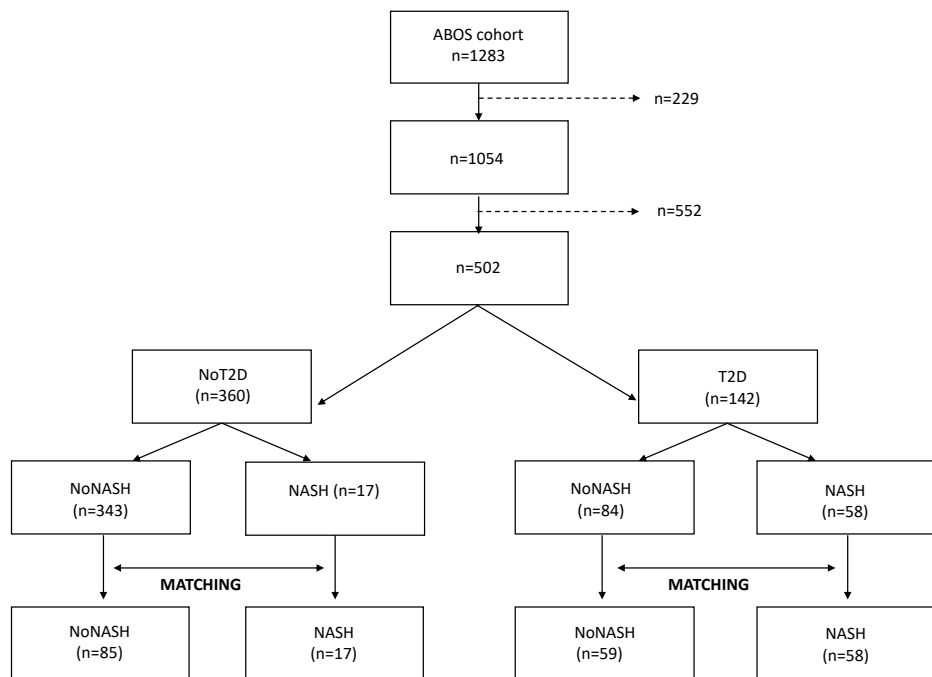 ABOS cohort
n=1283
n=229
n=1054
n=552
n=502
NoT2D
(n=360)
T2D
(n=142)
NoNASH
(n=343)
NASH (n=17)
NoNASH
(n=84)
NASH
(n=58)
MATCHING
MATCHING
NoNASH
(n=85)
NASH
(n=17)
NoNASH
(n=59)
NASH
(n=58)